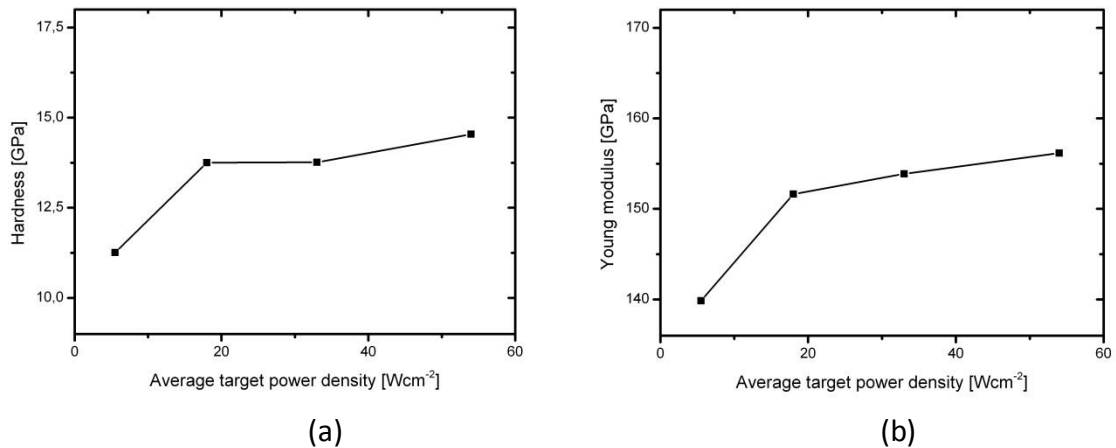 17,5
15,0
12,5
10,0
Hardness [GPa]
0
20
40
60
Average target power density [Wcm⁻²]
(a)
170
160
150
140
Young modulus [GPa]
0
20
40
60
Average target power density [Wcm⁻²]
(b)